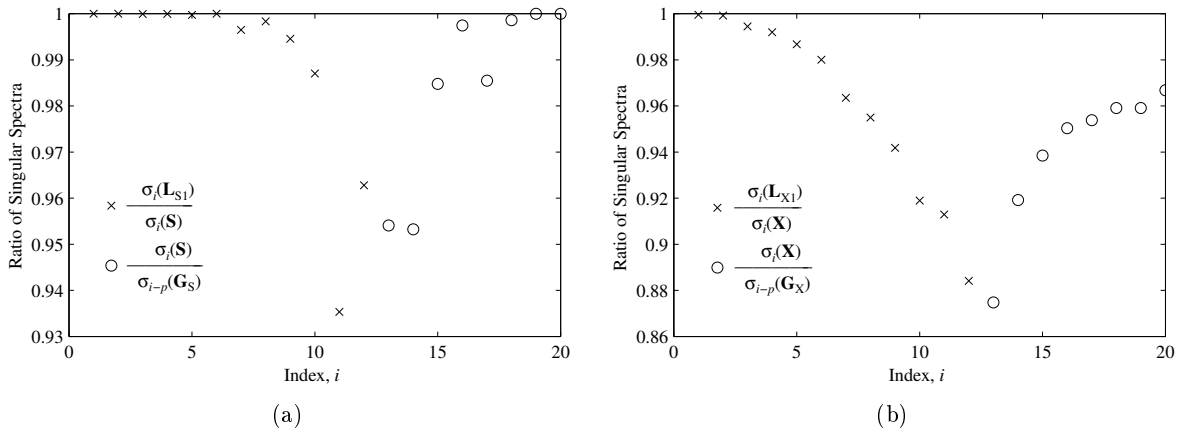 1
0.99
0.98
0.97
0.96
0.95
0.94
0.93
0 5 10 15 20
Index, i
Ratio of Singular Spectra
σi(LS1)
σi(S)
σi(S)
σi−p(GS)
(a)
1
0.98
0.96
0.94
0.92
0.9
0.88
0.86
0 5 10 15 20
Index, i
Ratio of Singular Spectra
σi(LX1)
σi(X)
σi(X)
σi−p(GX)
(b)